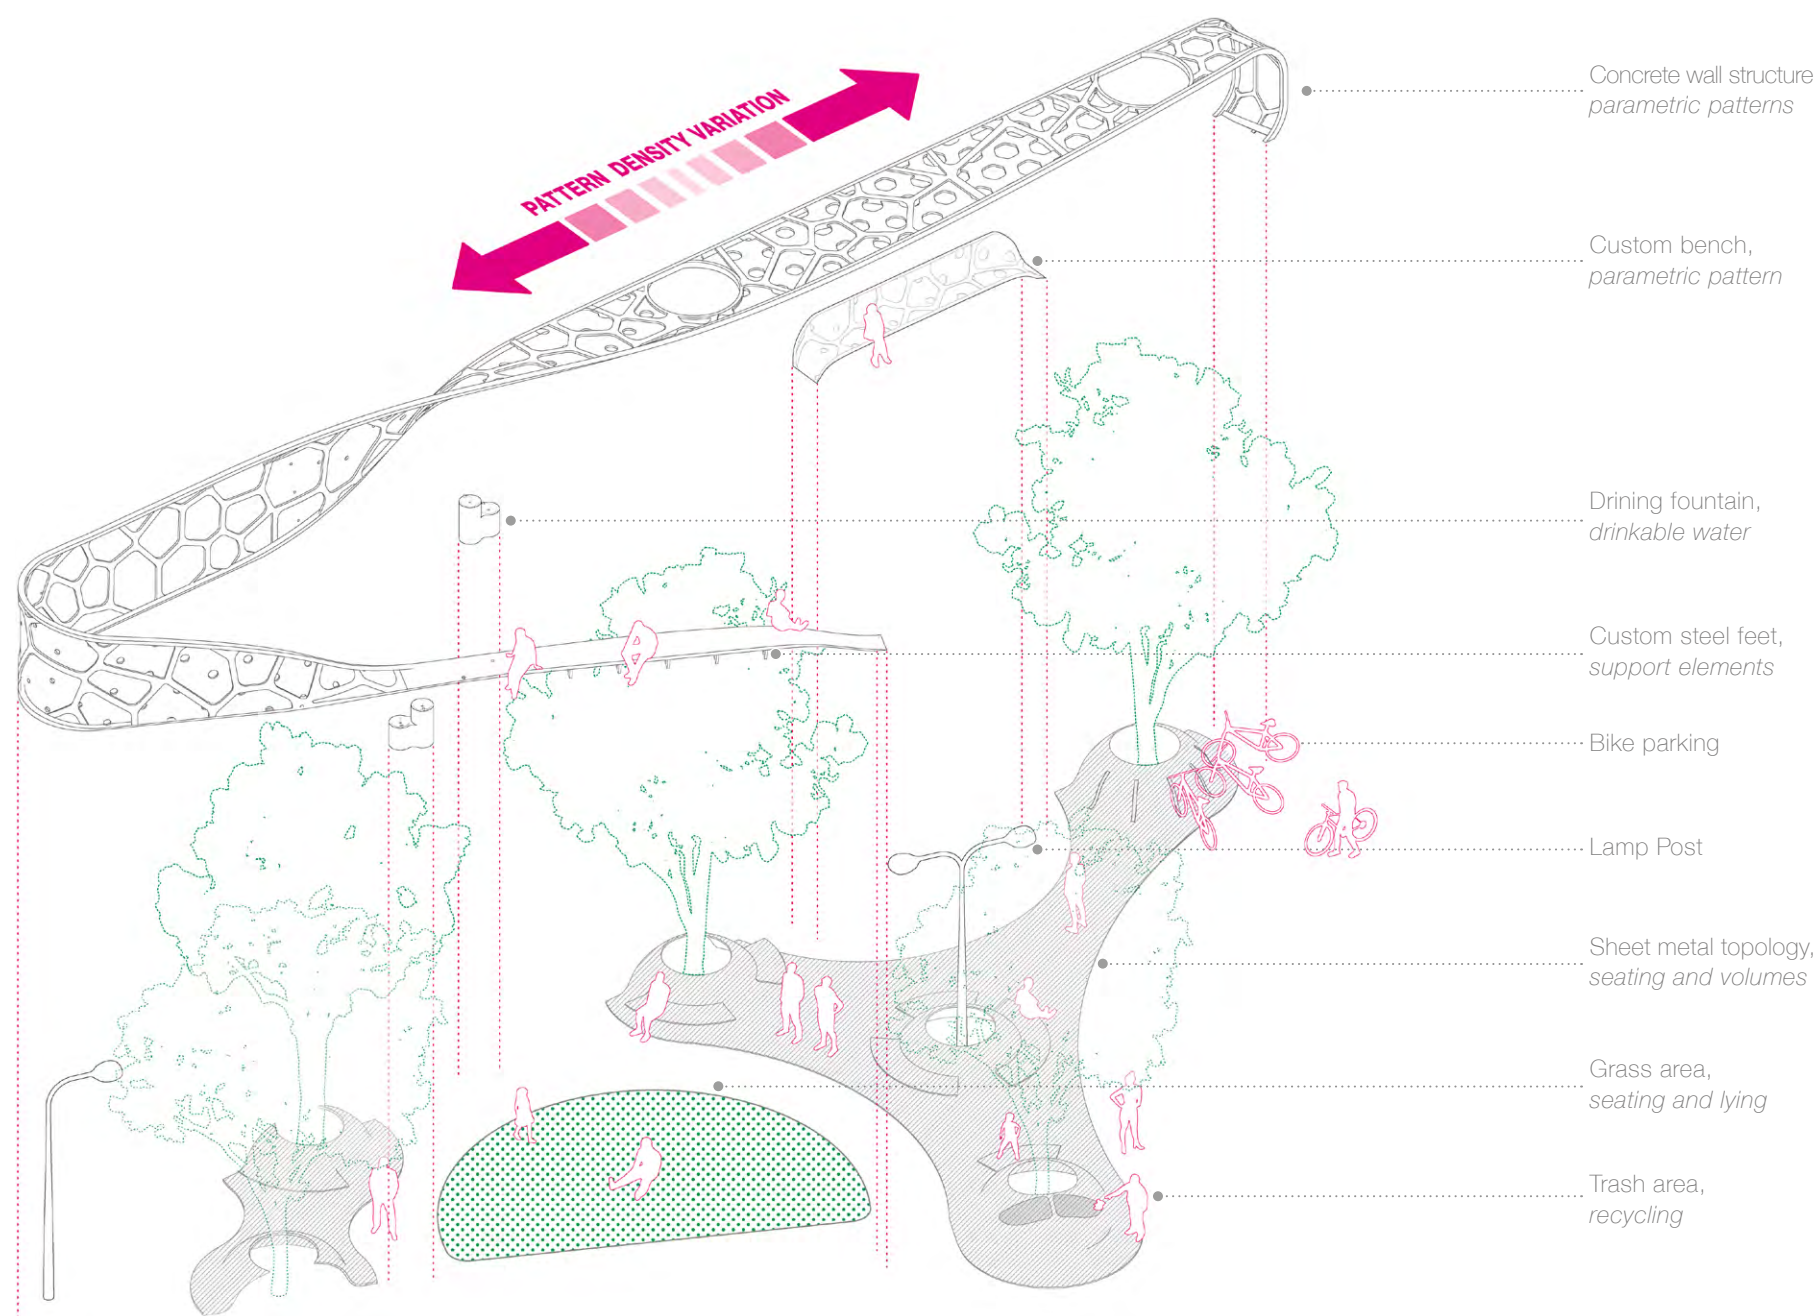 PATTERN DENSITY VARIATION
Concrete wall structure
parametric patterns
Custom bench,
parametric pattern
Drining fountain,
drinkable water
Custom steel feet,
support elements
Bike parking
Lamp Post
Sheet metal topology,
seating and volumes
Grass area,
seating and lying
Trash area,
recycling